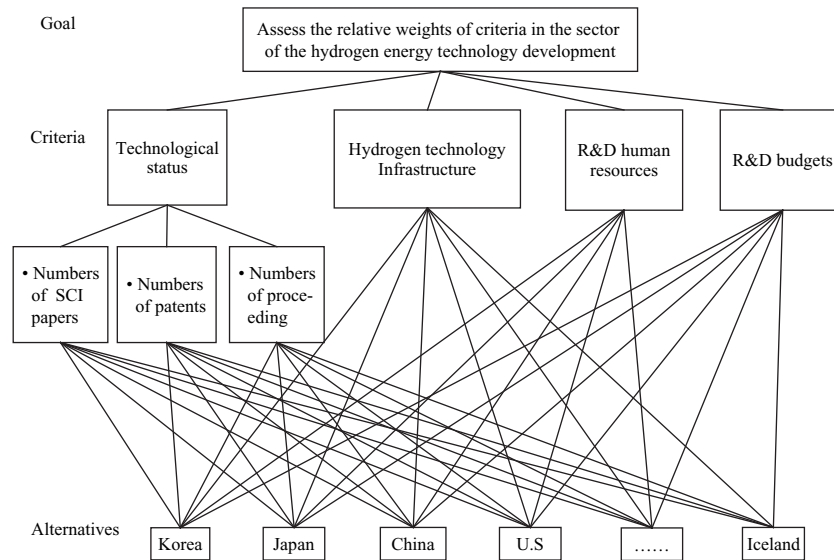 Goal
Assess the relative weights of criteria in the sector
of the hydrogen energy technology development
Criteria
Technological
status
Hydrogen technology
Infrastructure
R&D human
resources
R&D budgets
• Numbers
of SCI
papers
• Numbers
of patents
• Numbers
of proce-
eding
Alternatives
Korea
Japan
China
U.S
......
Iceland